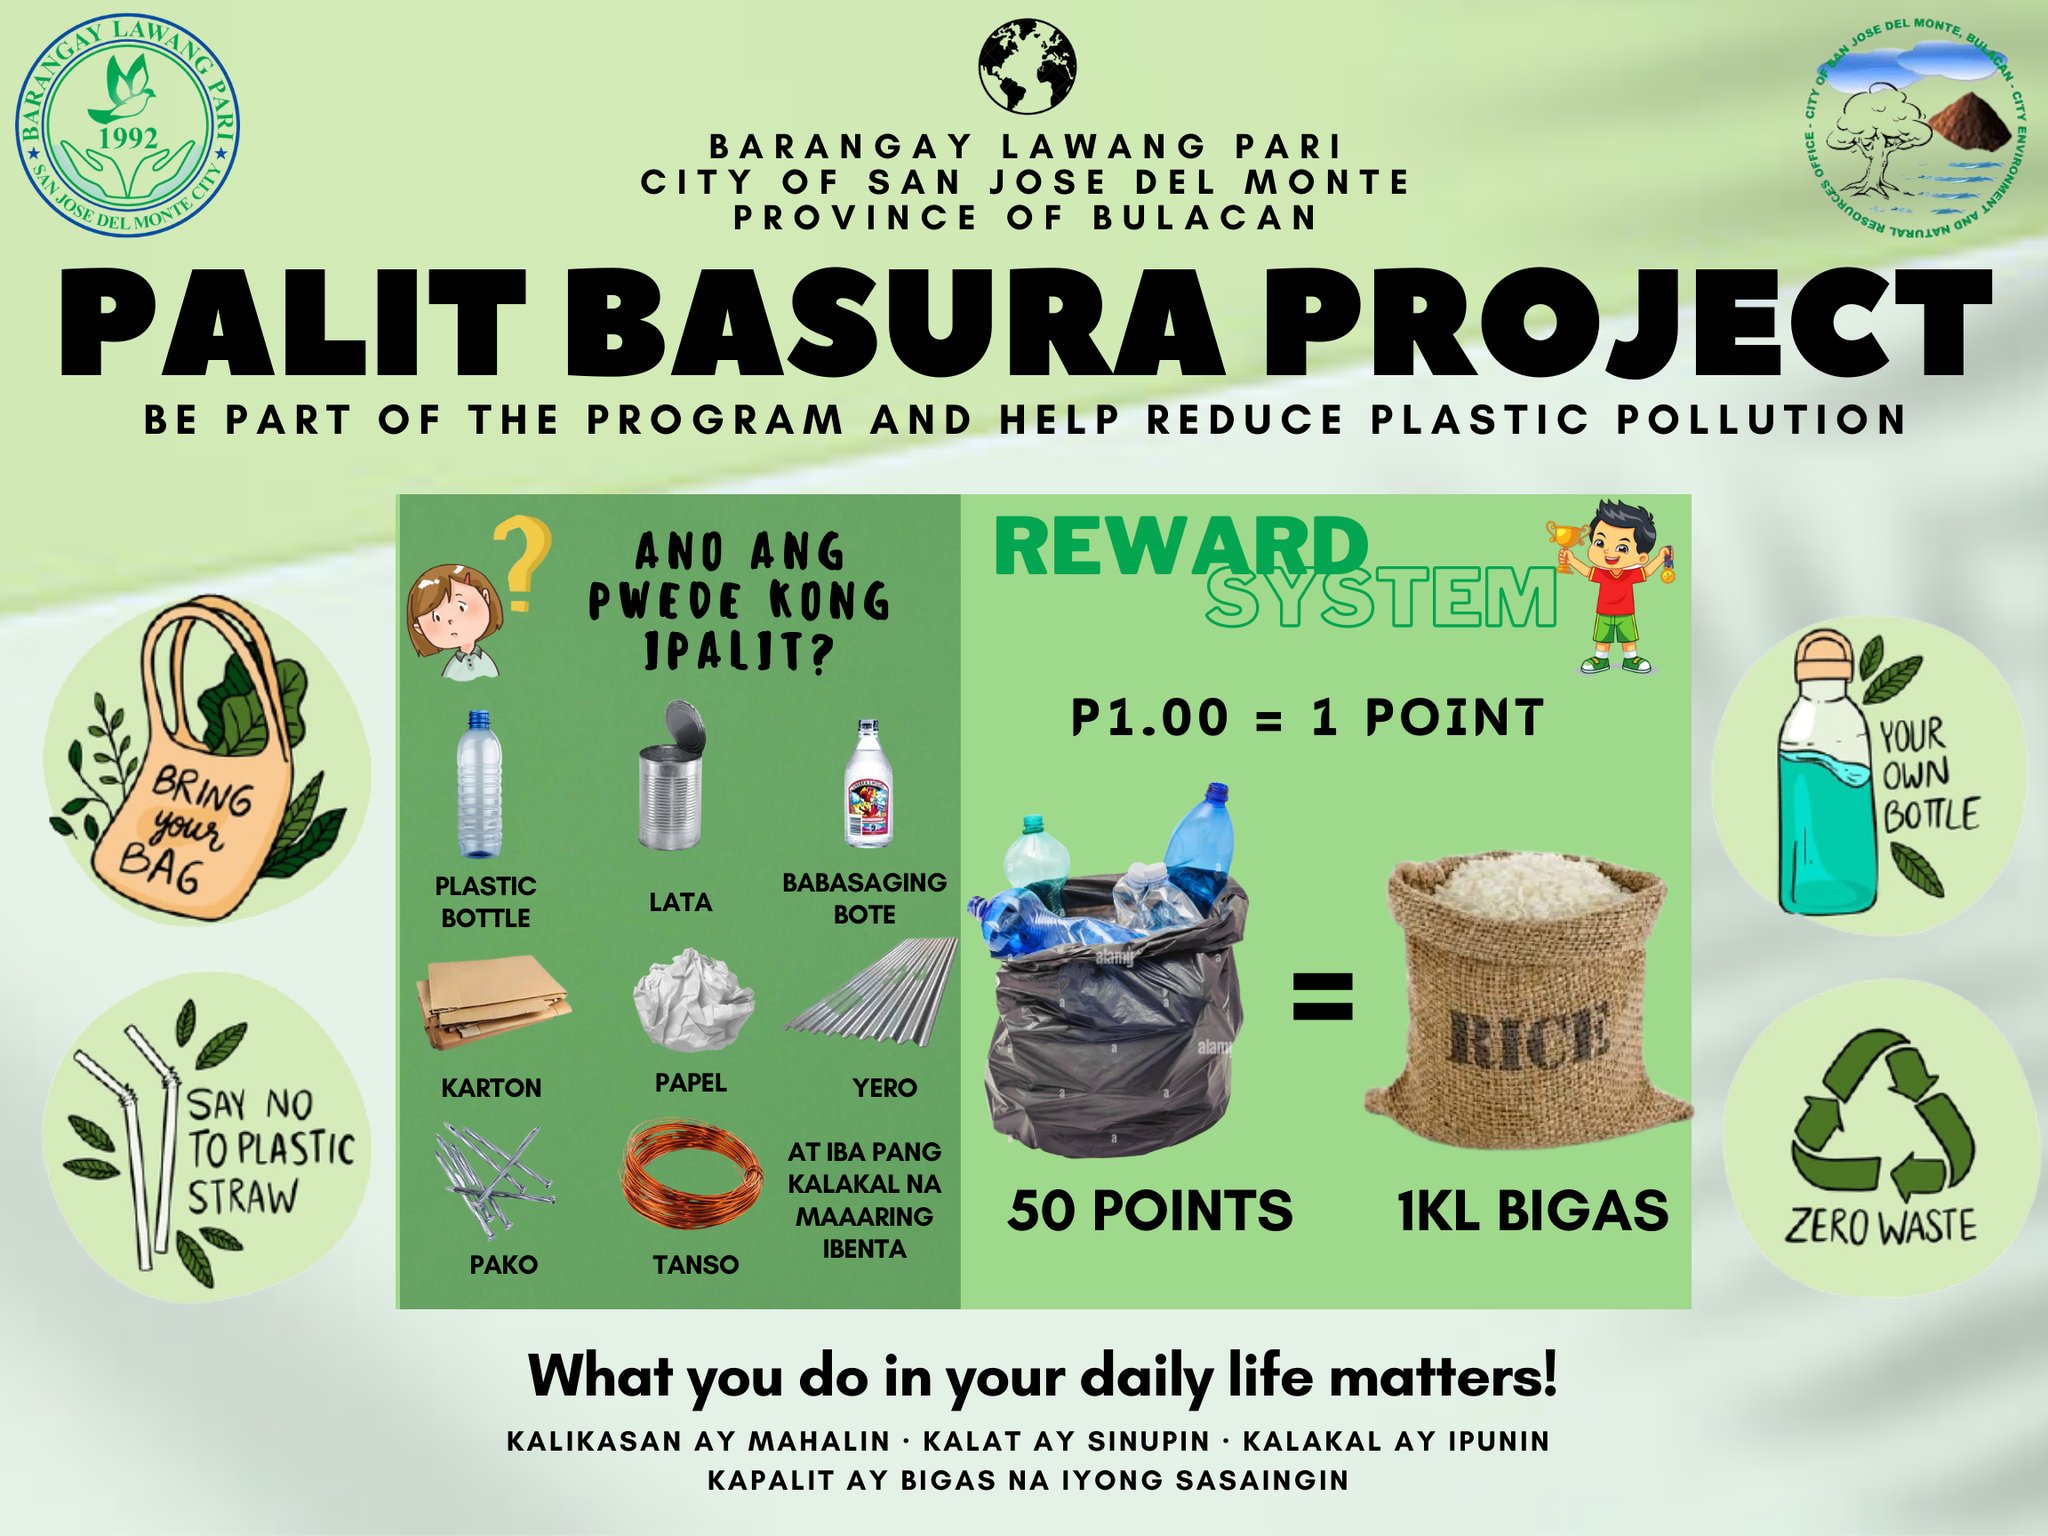 BARANGAY LAWANG PARI
1992
SAN JOSE DEL MONTE CITY
CITY OF SAN JOSE DEL MONTE, BULACAN - CITY ENVIRONMENT AND NATURAL RESOURCES OFFICE -
BARANGAY LAWANG PARI
CITY OF SAN JOSE DEL MONTE
PROVINCE OF BULACAN
PALIT BASURA PROJECT
BE PART OF THE PROGRAM AND HELP REDUCE PLASTIC POLLUTION
BRING
your
BAG
SAY NO
TO PLASTIC
STRAW
ANO ANG
PWEDE KONG
IPALIT?
PLASTIC
BOTTLE
LATA
BABASAGING
BOTE
KARTON
PAPEL
YERO
PAKO
TANSO
AT IBA PANG
KALAKAL NA
MAAARING
IBENTA
REWARD
SYSTEM
P1.00 = 1 POINT
alamy
alamy
=
RICE
50 POINTS
1KL BIGAS
YOUR
OWN
BOTTLE
ZERO WASTE
What you do in your daily life matters!
KALIKASAN AY MAHALIN · KALAT AY SINUPIN · KALAKAL AY IPUNIN
KAPALIT AY BIGAS NA IYONG SASAINGIN